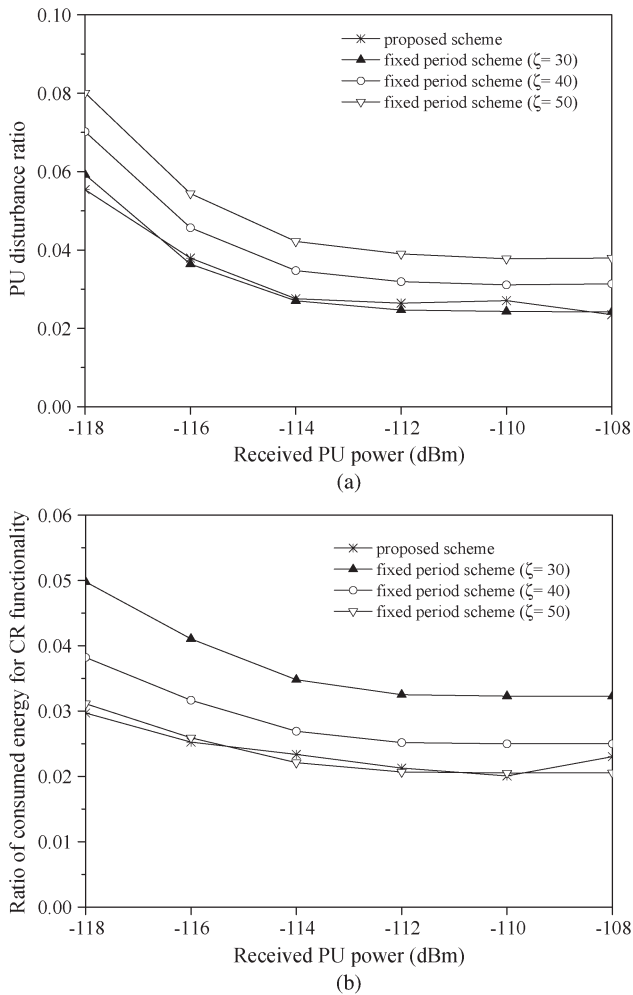 0.10
0.08
0.06
0.04
0.02
0.00
PU disturbance ratio
proposed scheme
fixed period scheme (ζ= 30)
fixed period scheme (ζ= 40)
fixed period scheme (ζ= 50)
-118 -116 -114 -112 -110 -108
Received PU power (dBm)
(a)
0.06
0.05
0.04
0.03
0.02
0.01
0.00
Ratio of consumed energy for CR functionality
proposed scheme
fixed period scheme (ζ= 30)
fixed period scheme (ζ= 40)
fixed period scheme (ζ= 50)
-118 -116 -114 -112 -110 -108
Received PU power (dBm)
(b)